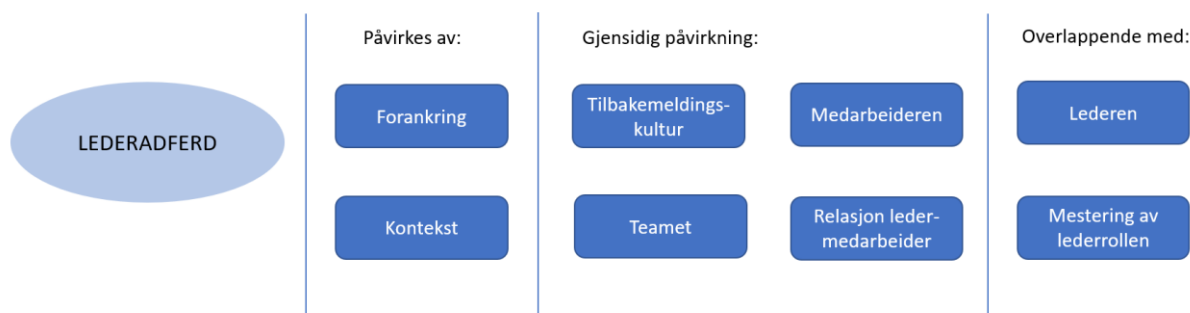 LEDERADFERD
Påvirkes av:
Forankring
Kontekst
Gjensidig påvirkning:
Tilbakemeldings-
kultur
Medarbeideren
Teamet
Relasjon leder-
medarbeider
Overlappende med:
Lederen
Mestering av
lederrollen